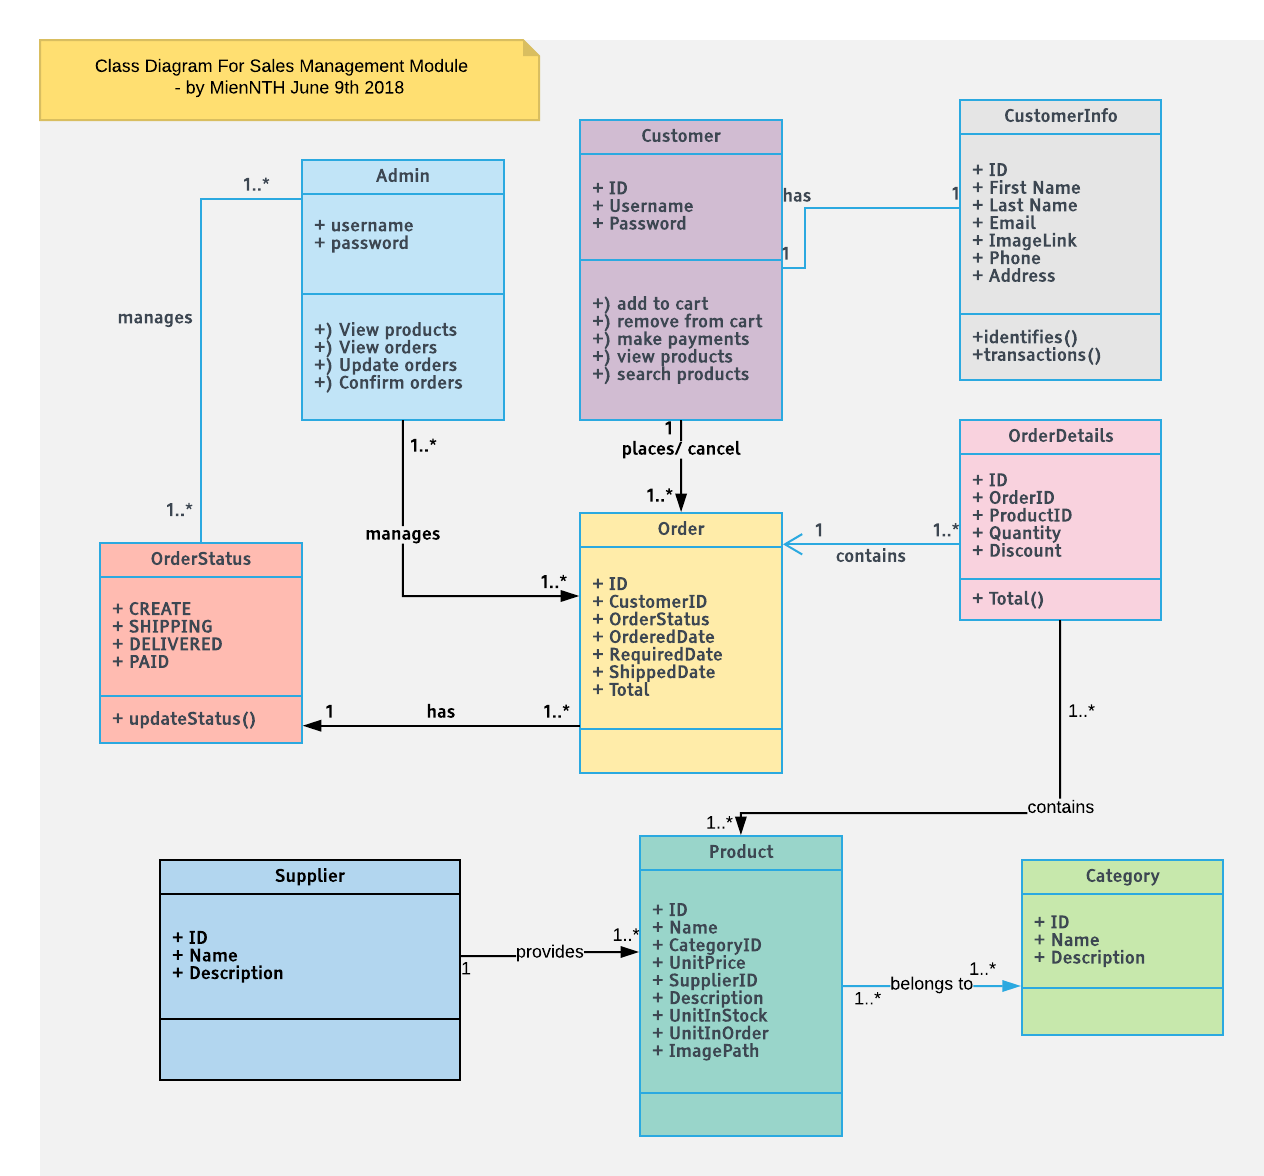 Class Diagram For Sales Management Module
- by MienNTH June 9th 2018
Admin
+ username
+ password
+) View products
+) View orders
+) Update orders
+) Confirm orders
Customer
+ ID
+ Username
+ Password
+) add to cart
+) remove from cart
+) make payments
+) view products
+) search products
CustomerInfo
+ ID
+ First Name
+ Last Name
+ Email
+ ImageLink
+ Phone
+ Address
+identifies()
+transactions()
has
1
1
1..*
manages
1..*
1..*
manages
1..*
1
places/ cancel
1..*
OrderStatus
+ CREATE
+ SHIPPING
+ DELIVERED
+ PAID
+ updateStatus()
Order
+ ID
+ CustomerID
+ OrderStatus
+ OrderedDate
+ RequiredDate
+ ShippedDate
+ Total
OrderDetails
+ ID
+ OrderID
+ ProductID
+ Quantity
+ Discount
+ Total()
1
contains
1..*
1
has
1..*
1..*
contains
1..*
Supplier
+ ID
+ Name
+ Description
1
provides
1..*
Product
+ ID
+ Name
+ CategoryID
+ UnitPrice
+ SupplierID
+ Description
+ UnitInStock
+ UnitInOrder
+ ImagePath
1..*
belongs to
1..*
Category
+ ID
+ Name
+ Description